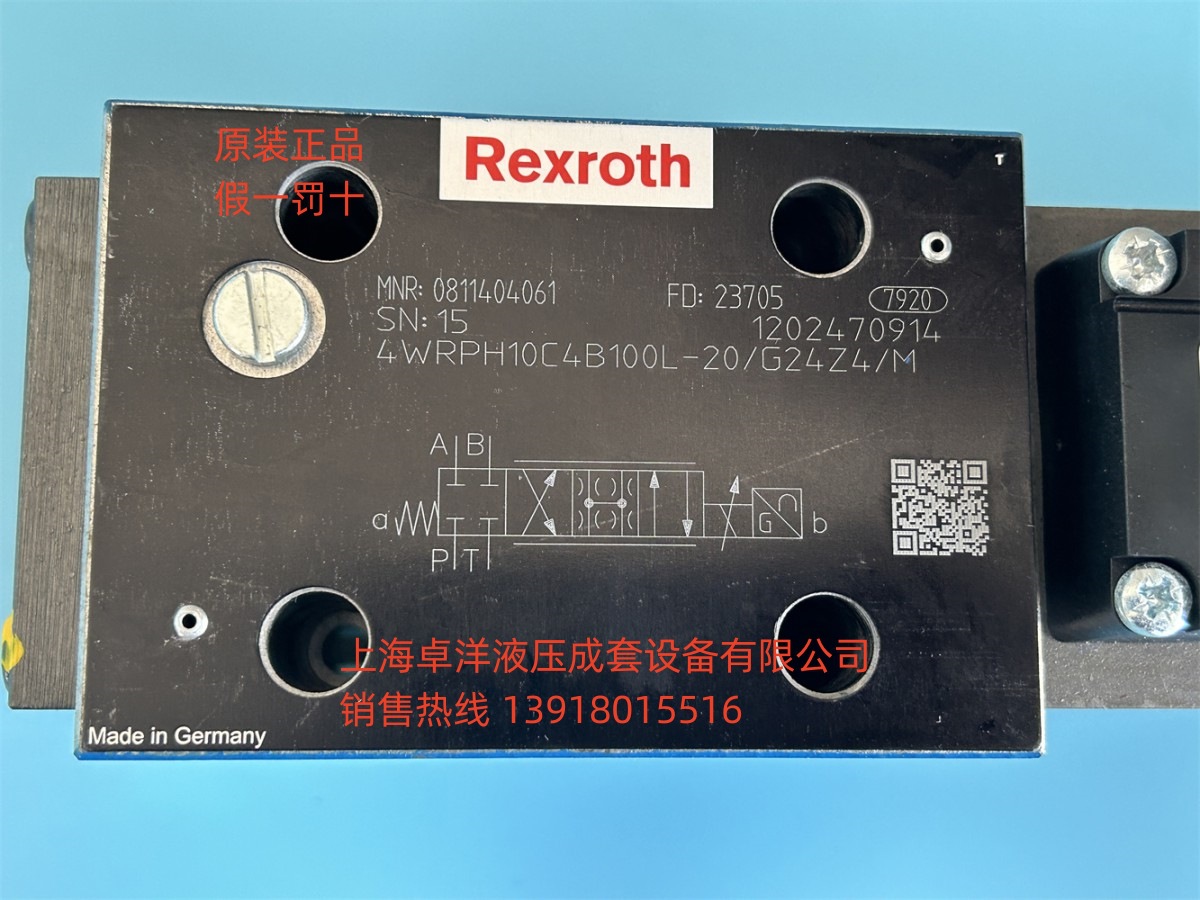 原装正品
假一罚十
Rexroth
T
MNR: 0811404061 FD: 23705 7920
SN: 15 1202470914
4WRPH10C4B100L-20/G24Z4/M
A B
a G b
P T
上海卓洋液压成套设备有限公司
销售热线 13918015516
Made in Germany